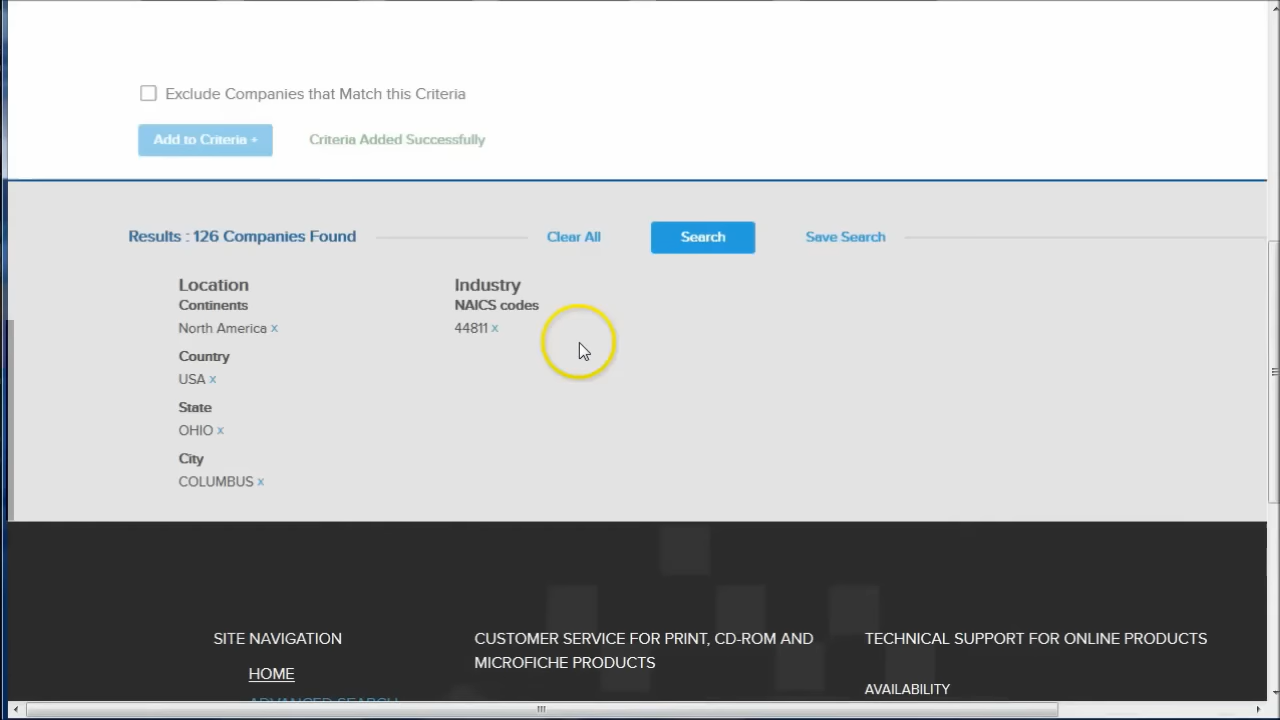 Exclude Companies that Match this Criteria
Add to Criteria +
Criteria Added Successfully
Results : 126 Companies Found
Clear All
Search
Save Search
Location
Continents
North America x
Country
USA x
State
OHIO x
City
COLUMBUS x
Industry
NAICS codes
44811 x
SITE NAVIGATION
HOME
ADVANCED SEARCH
CUSTOMER SERVICE FOR PRINT, CD-ROM AND
MICROFICHE PRODUCTS
TECHNICAL SUPPORT FOR ONLINE PRODUCTS
AVAILABILITY